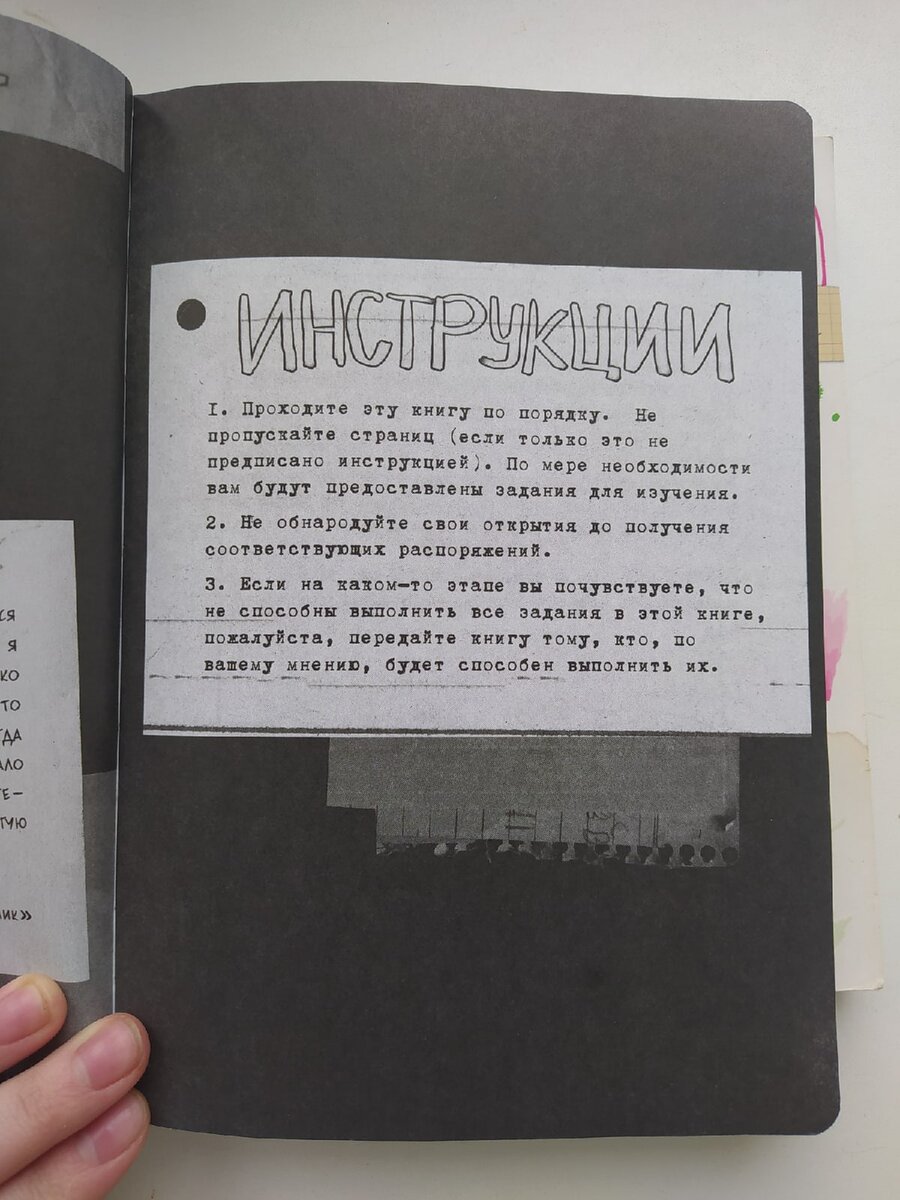 ИНСТРУКЦИИ
1. Проходите эту книгу по порядку. Не
пропускайте страниц (если только это не
предписано инструкцией). По мере необходимости
вам будут предоставлены задания для изучения.
2. Не обнародуйте свои открытия до получения
соответствующих распоряжений.
3. Если на каком-то этапе вы почувствуете, что
не способны выполнить все задания в этой книге,
пожалуйста, передайте книгу тому, кто, по
вашему мнению, будет способен выполнить их.